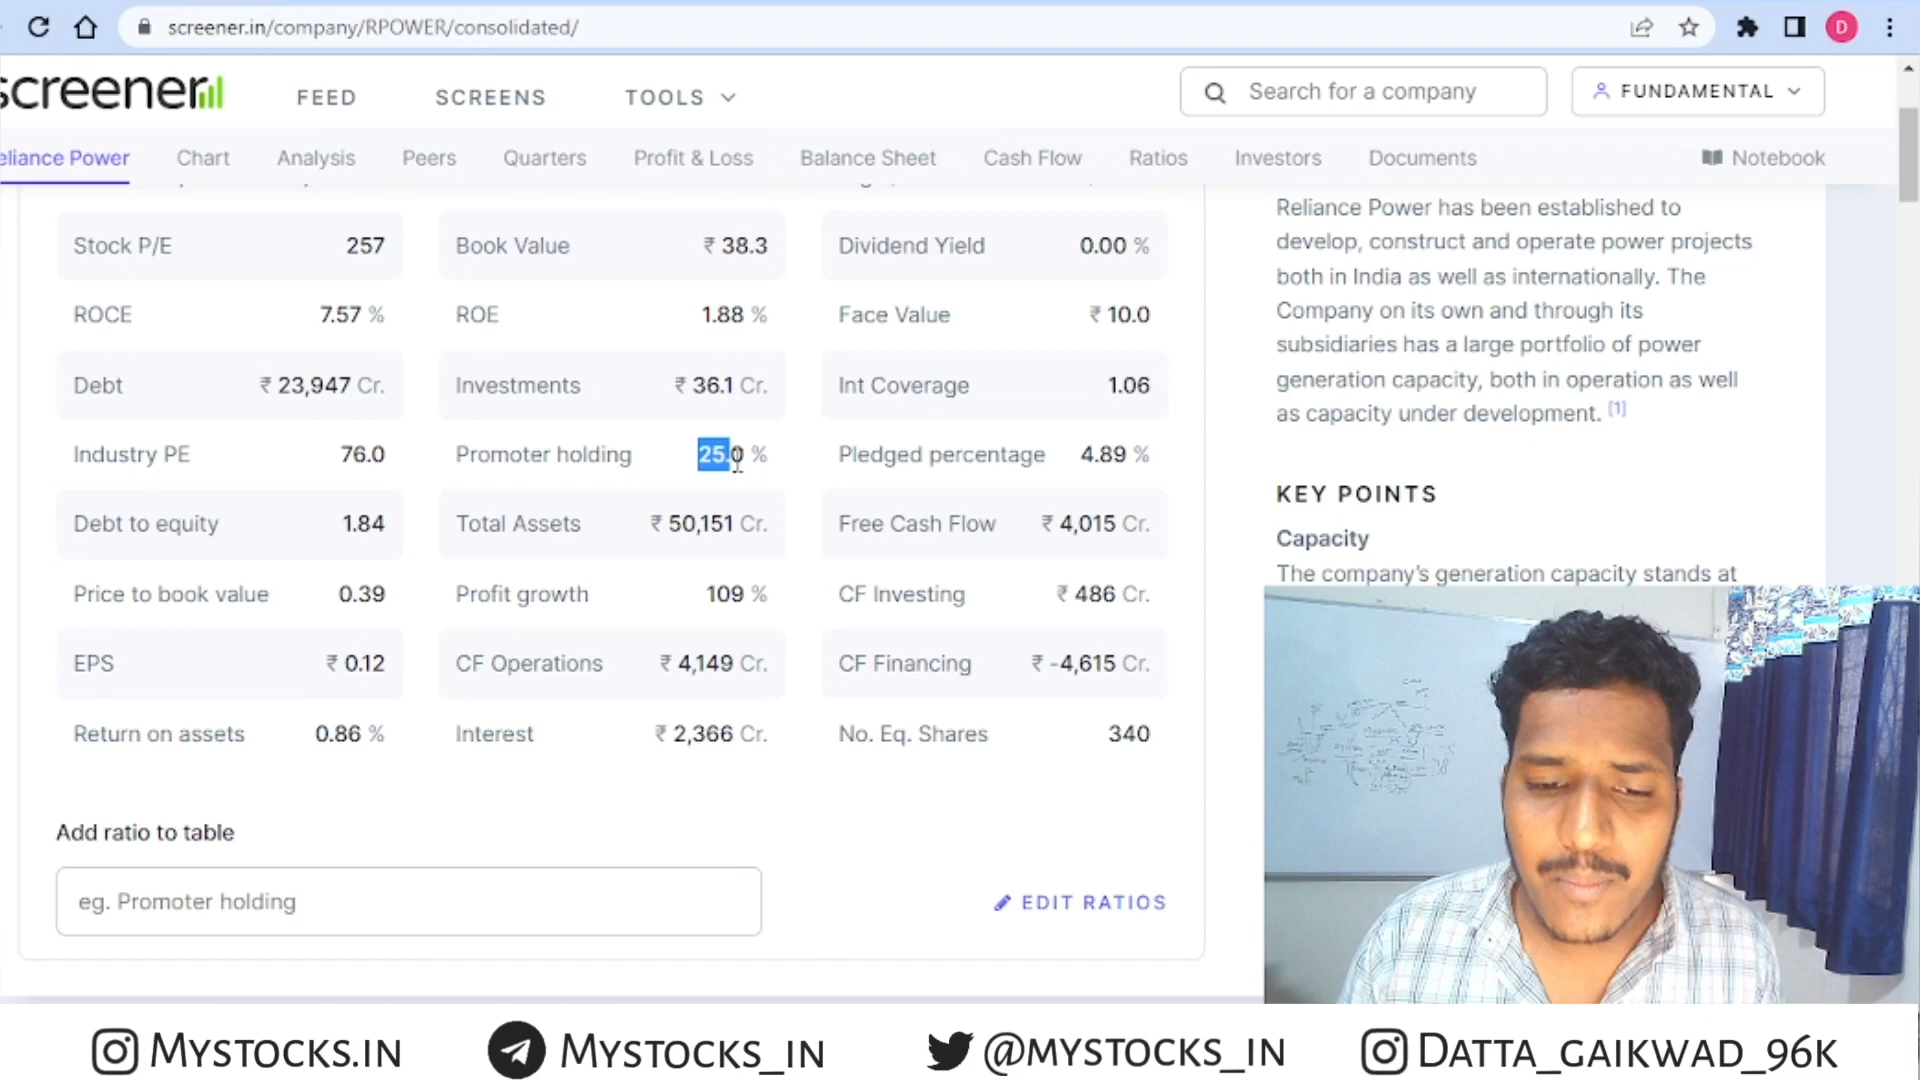 screener.in/company/RPOWER/consolidated/
D
screener
FEED
SCREENS
TOOLS
Search for a company
FUNDAMENTAL
eliance Power
Chart
Analysis
Peers
Quarters
Profit & Loss
Balance Sheet
Cash Flow
Ratios
Investors
Documents
Notebook
Stock P/E 257
Book Value ₹ 38.3
Dividend Yield 0.00 %
ROCE 7.57 %
ROE 1.88 %
Face Value ₹ 10.0
Debt ₹ 23,947 Cr.
Investments ₹ 36.1 Cr.
Int Coverage 1.06
Industry PE 76.0
Promoter holding 25.0 %
Pledged percentage 4.89 %
Debt to equity 1.84
Total Assets ₹ 50,151 Cr.
Free Cash Flow ₹ 4,015 Cr.
Price to book value 0.39
Profit growth 109 %
CF Investing ₹ 486 Cr.
EPS ₹ 0.12
CF Operations ₹ 4,149 Cr.
CF Financing ₹ -4,615 Cr.
Return on assets 0.86 %
Interest ₹ 2,366 Cr.
No. Eq. Shares 340
Add ratio to table
eg. Promoter holding
EDIT RATIOS
Reliance Power has been established to
develop, construct and operate power projects
both in India as well as internationally. The
Company on its own and through its
subsidiaries has a large portfolio of power
generation capacity, both in operation as well
as capacity under development. [1]
KEY POINTS
Capacity
The company's generation capacity stands at
MYSTOCKS.IN
MYSTOCKS_IN
@MYSTOCKS_IN
DATTA_GAIKWAD_96K